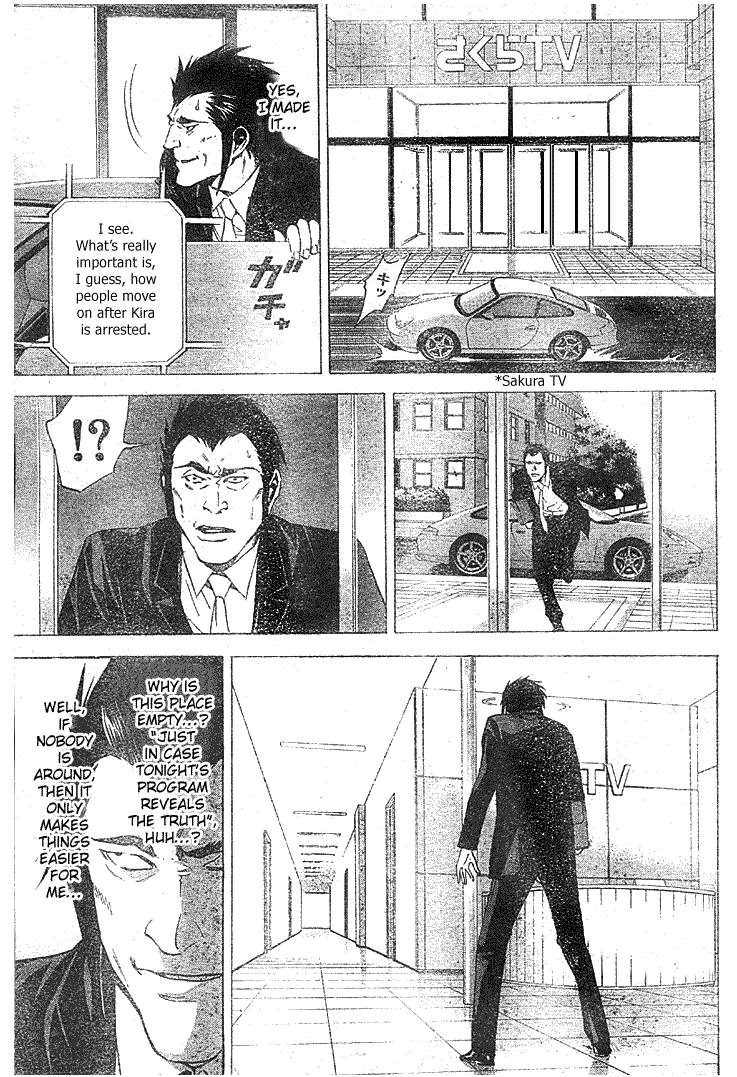 さくらTV
キッ
*Sakura TV
YES,
I MADE
IT...
I see.
What's really
important is,
I guess, how
people move
on after Kira
is arrested.
ガチャ
!?
TV
WHY IS
THIS PLACE
EMPTY...?
"JUST
IN CASE
TONIGHT'S
PROGRAM
REVEALS
THE TRUTH",
HUH...?
WELL,
IF
NOBODY
IS
AROUND,
THEN IT
ONLY
MAKES
THINGS
EASIER
FOR
ME...